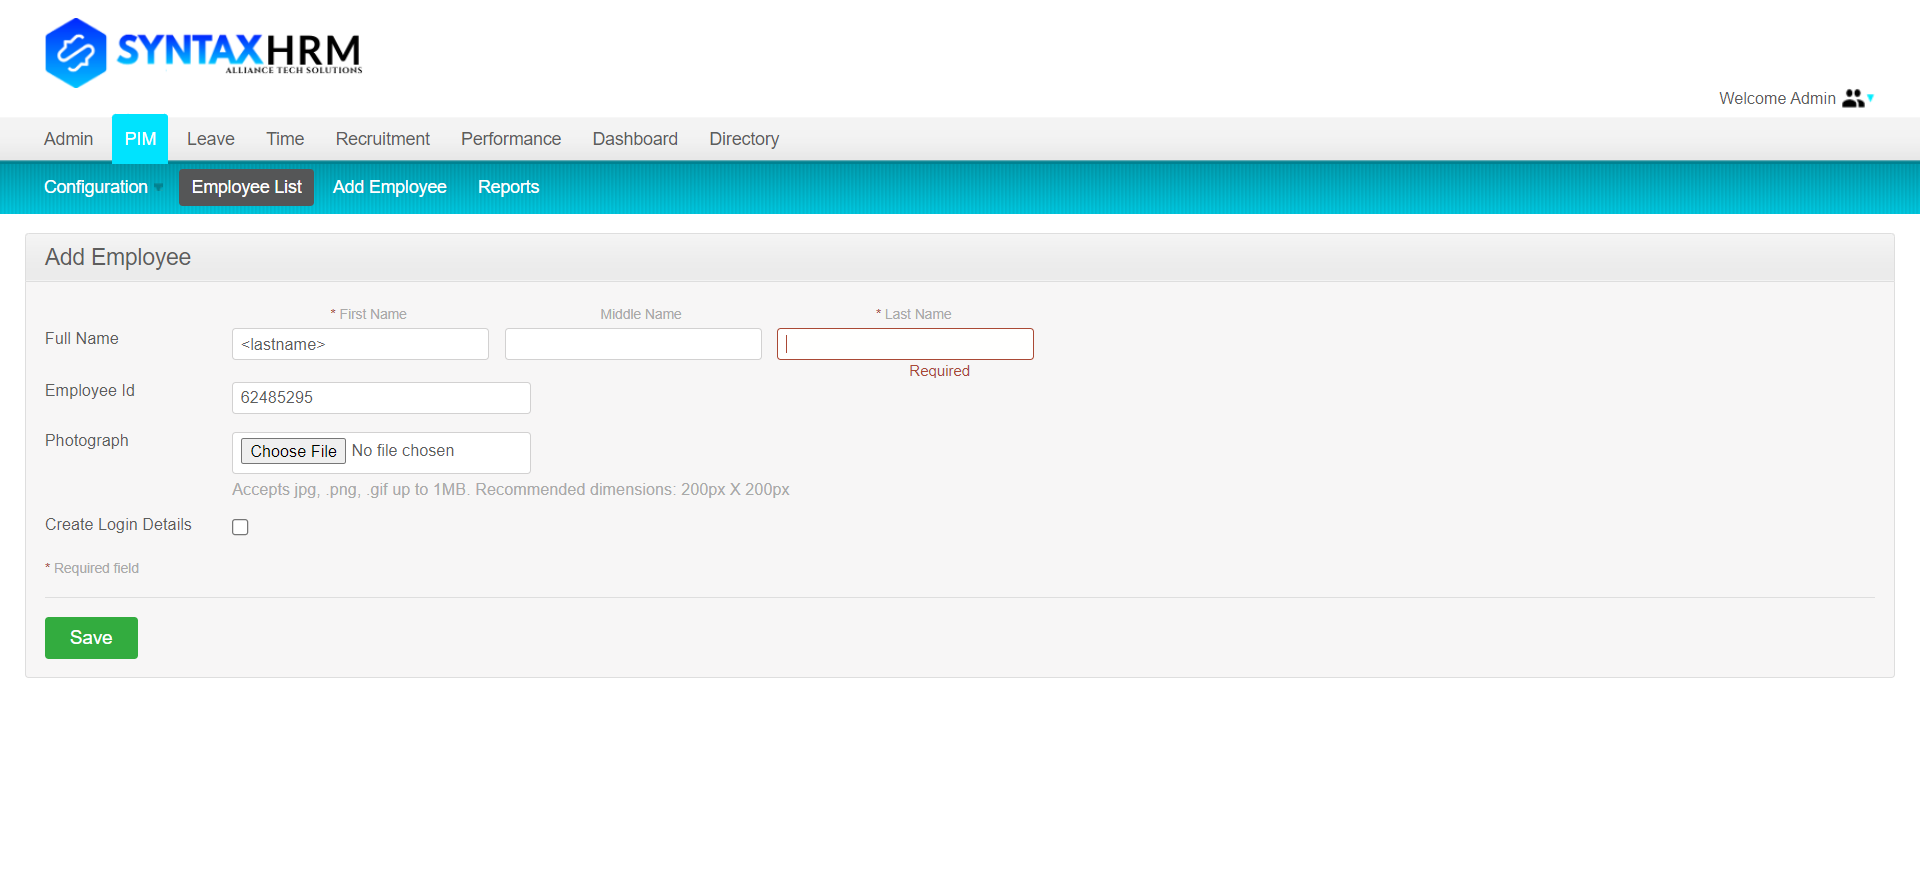 SYNTAXHRM
ALLIANCE TECH SOLUTIONS
Welcome Admin
Admin PIM Leave Time Recruitment Performance Dashboard Directory
Configuration Employee List Add Employee Reports
Add Employee
* First Name Middle Name * Last Name
Full Name <lastname>
Required
Employee Id 62485295
Photograph Choose File No file chosen
Accepts jpg, .png, .gif up to 1MB. Recommended dimensions: 200px X 200px
Create Login Details
* Required field
Save